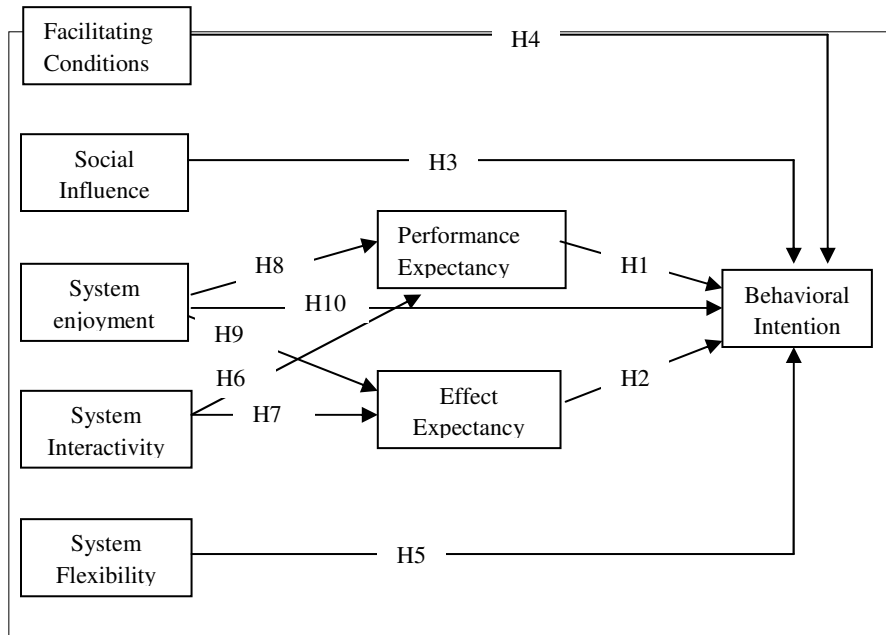 Facilitating
Conditions
H4
Social
Influence
H3
Performance
Expectancy
H8
H1
System
enjoyment
H10
Behavioral
Intention
H9
H6
H2
Effect
Expectancy
System
Interactivity
H7
System
Flexibility
H5